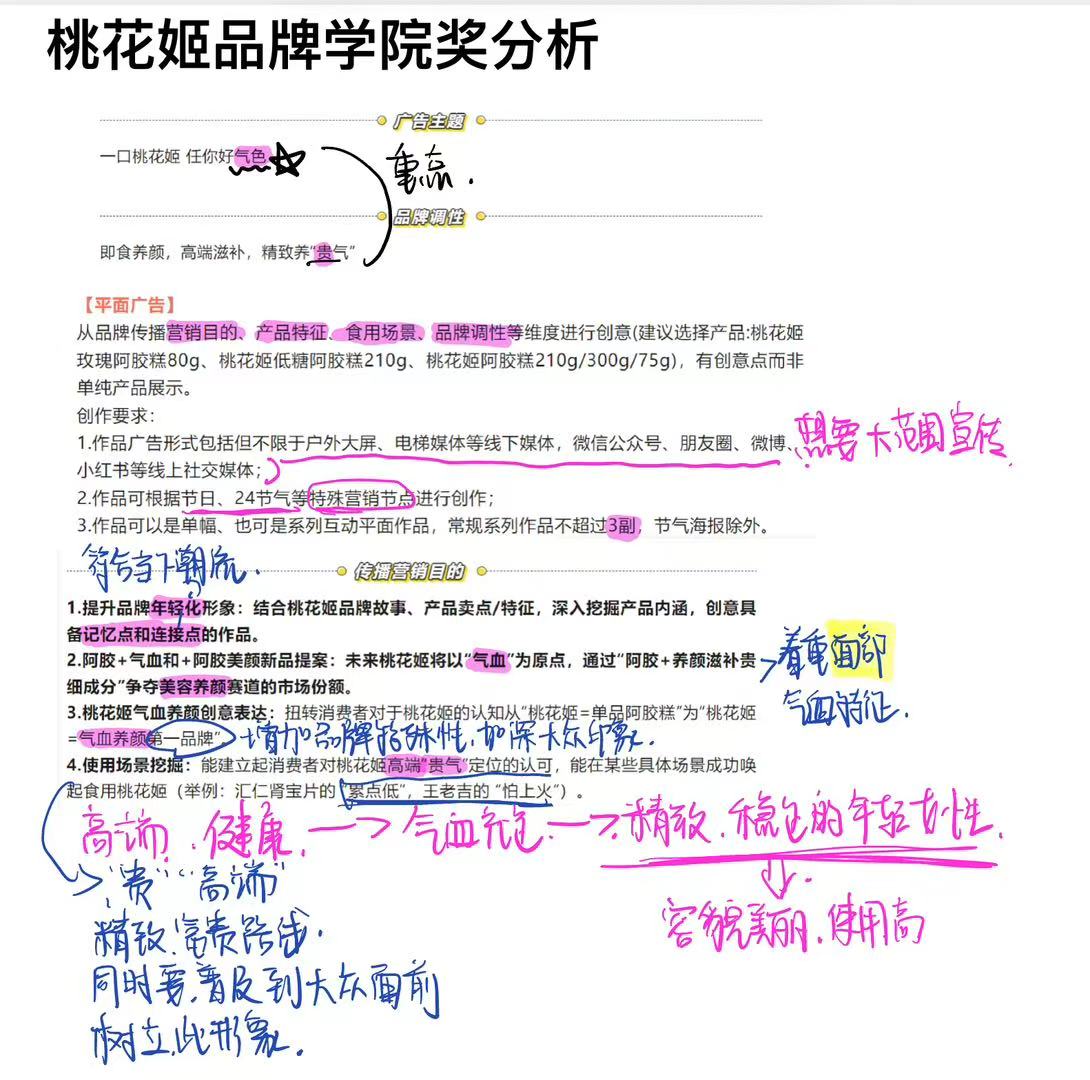 桃花姬品牌学院奖分析
广告主题
一口桃花姬 任你好气色
重点.
品牌调性
即食养颜，高端滋补，精致养“贵气”
【平面广告】
从品牌传播营销目的、产品特征、食用场景、品牌调性等维度进行创意(建议选择产品:桃花姬
玫瑰阿胶糕80g、桃花姬低糖阿胶糕210g、桃花姬阿胶糕210g/300g/75g)，有创意点而非
单纯产品展示。
创作要求：
1.作品广告形式包括但不限于户外大屏、电梯媒体等线下媒体，微信公众号、朋友圈、微博、
小红书等线上社交媒体；
想要大范围宣传
2.作品可根据节日、24节气等特殊营销节点进行创作；
3.作品可以是单幅、也可是系列互动平面作品，常规系列作品不超过3副，节气海报除外。
符合当下潮流.
传播营销目的
1.提升品牌年轻化形象：结合桃花姬品牌故事、产品卖点/特征，深入挖掘产品内涵，创意具
备记忆点和连接点的作品。
2.阿胶+气血和+阿胶美颜新品提案：未来桃花姬将以“气血”为原点，通过“阿胶+养颜滋补贵
细成分”争夺美容养颜赛道的市场份额。
着重面部
气血特征.
3.桃花姬气血养颜创意表达：扭转消费者对于桃花姬的认知从“桃花姬=单品阿胶糕”为“桃花姬
=气血养颜第一品牌”。
增加品牌特殊性,加深大众印象.
4.使用场景挖掘：能建立起消费者对桃花姬高端“贵气”定位的认可，能在某些具体场景成功唤
起食用桃花姬（举例：汇仁肾宝片的 “累点低”，王老吉的 “怕上火”）。
高端、健康, → 气血充足 → 精致、稳包的年轻女性.
容貌美丽、使用高
“贵”“高端”
精致、富贵路线.
同时要普及到大众面前
树立此形象.